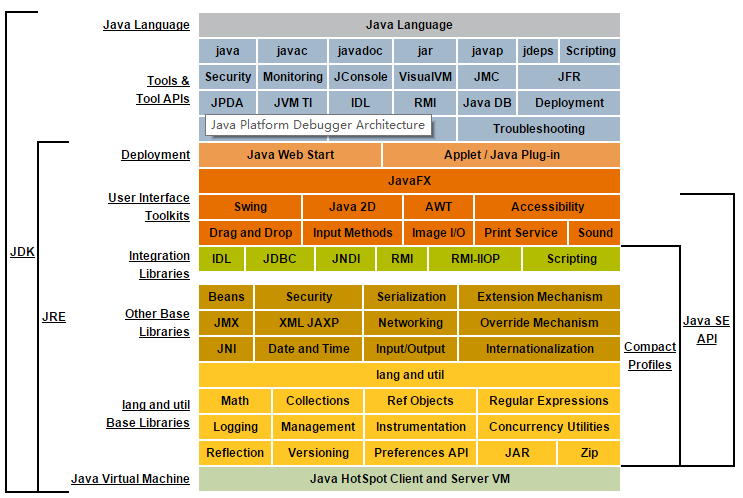 Java Language Java Language
java javac javadoc jar javap jdeps Scripting
Tools & Tool APIs
Security Monitoring JConsole VisualVM JMC JFR
JPDA JVM TI IDL RMI Java DB Deployment
Java Platform Debugger Architecture Troubleshooting
Deployment Java Web Start Applet / Java Plug-in
JavaFX
User Interface Toolkits
Swing Java 2D AWT Accessibility
Drag and Drop Input Methods Image I/O Print Service Sound
Integration Libraries
IDL JDBC JNDI RMI RMI-IIOP Scripting
JDK
JRE
Other Base Libraries
Beans Security Serialization Extension Mechanism
JMX XML JAXP Networking Override Mechanism
JNI Date and Time Input/Output Internationalization
Java SE API
Compact Profiles
lang and util
lang and util Base Libraries
Math Collections Ref Objects Regular Expressions
Logging Management Instrumentation Concurrency Utilities
Reflection Versioning Preferences API JAR Zip
Java Virtual Machine Java HotSpot Client and Server VM